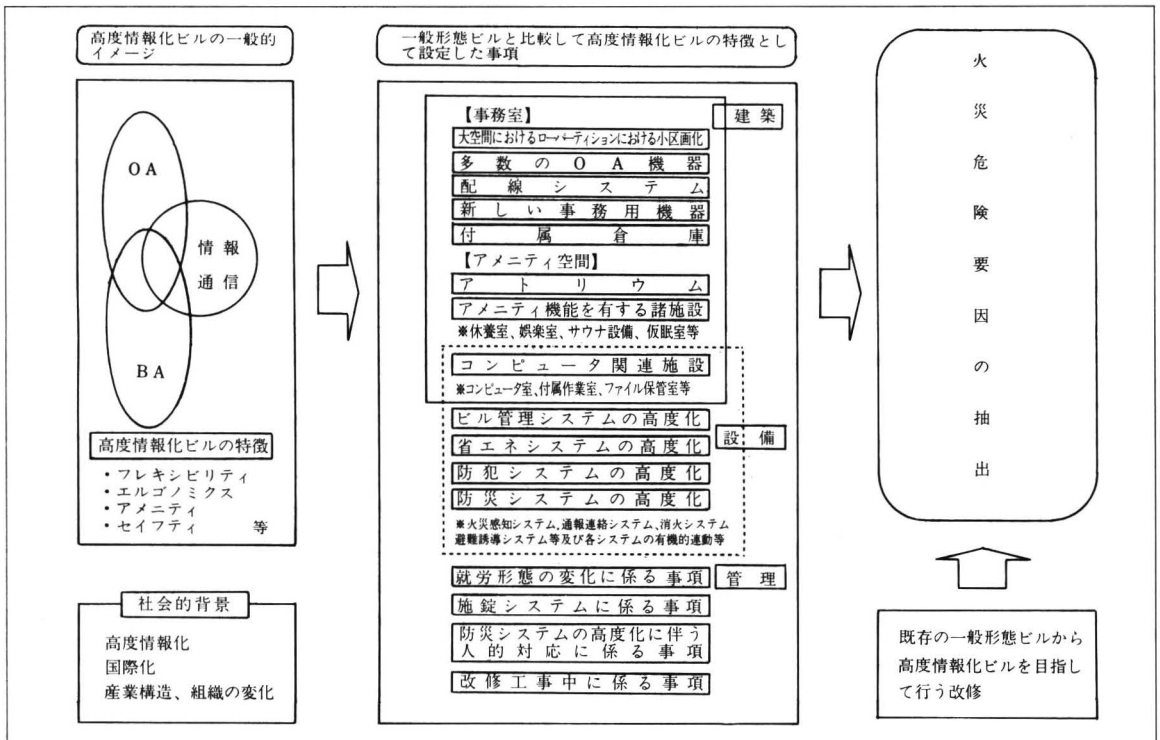 高度情報化ビルの一般的
イメージ
OA
情報
通信
BA
高度情報化ビルの特徴
・フレキシビリティ
・エルゴノミクス
・アメニティ
・セイフティ 等
社会的背景
高度情報化
国際化
産業構造、組織の変化
一般形態ビルと比較して高度情報化ビルの特徴とし
て設定した事項
建築
【事務室】
大空間におけるローパーティションにおける小区画化
多数のOA機器
配線システム
新しい事務用機器
付属倉庫
【アメニティ空間】
アトリウム
アメニティ機能を有する諸施設
※休養室、娯楽室、サウナ設備、仮眠室等
コンピュータ関連施設
※コンピュータ室、付属作業室、ファイル保管室等
ビル管理システムの高度化
設備
省エネシステムの高度化
防犯システムの高度化
防災システムの高度化
※火災感知システム、通報連絡システム、消火システム
避難誘導システム等及び各システムの有機的連動等
就労形態の変化に係る事項
管理
施錠システムに係る事項
防災システムの高度化に伴う
人的対応に係る事項
改修工事中に係る事項
火災危険要因の抽出
既存の一般形態ビルから
高度情報化ビルを目指し
て行う改修